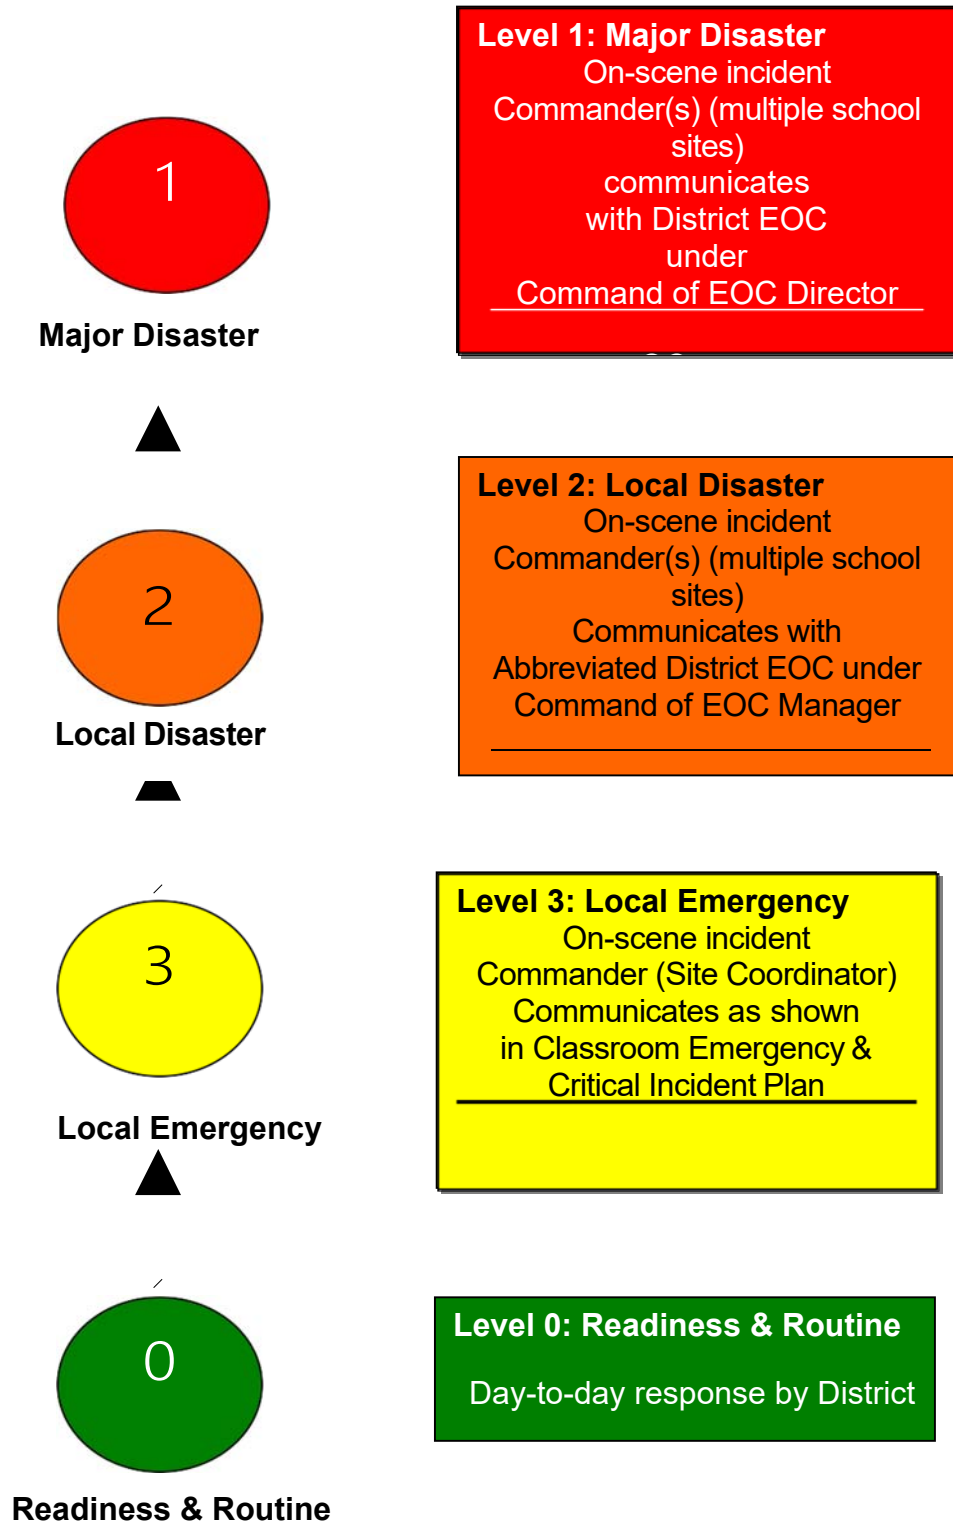 1
Major Disaster
Level 1: Major Disaster
On-scene incident
Commander(s) (multiple school
sites)
communicates
with District EOC
under
Command of EOC Director
2
Local Disaster
Level 2: Local Disaster
On-scene incident
Commander(s) (multiple school
sites)
Communicates with
Abbreviated District EOC under
Command of EOC Manager
3
Local Emergency
Level 3: Local Emergency
On-scene incident
Commander (Site Coordinator)
Communicates as shown
in Classroom Emergency &
Critical Incident Plan
0
Readiness & Routine
Level 0: Readiness & Routine
Day-to-day response by District